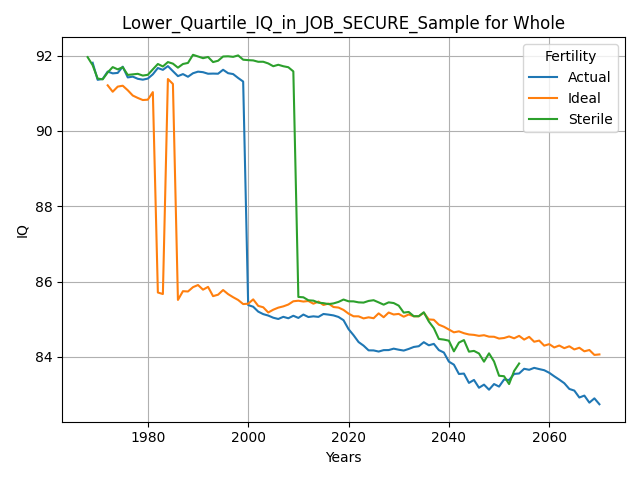 Lower_Quartile_IQ_in_JOB_SECURE_Sample for Whole
Fertility
Actual
Ideal
Sterile
IQ
92
90
88
86
84
1980
2000
2020
2040
2060
Years